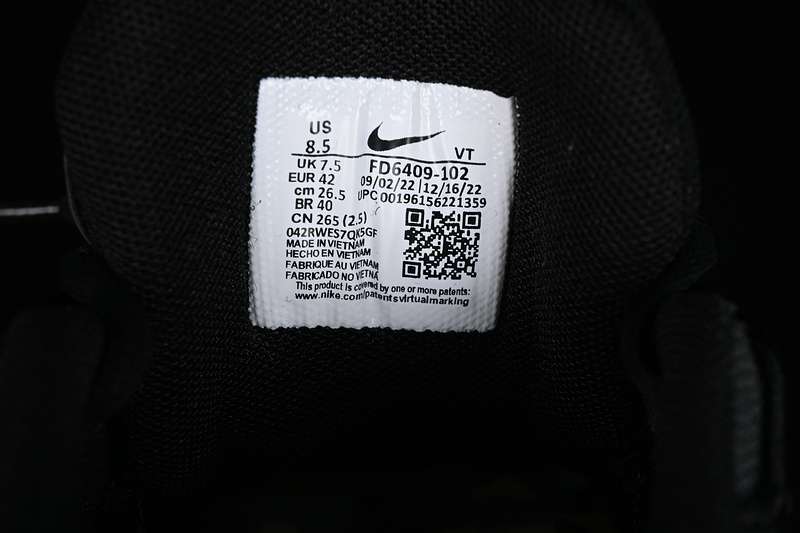 US
8.5
VT
UK 7.5
EUR 42
cm 26.5
BR 40
CN 265 (2.5)
FD6409-102
09/02/22 12/16/22
UPC 00196156221359
042RWES7QK5GF
MADE IN VIETNAM
HECHO EN VIETNAM
FABRIQUE AU VIETNAM
FABRICADO NO VIETNA
This product is covered by one or more patents:
www.nike.com/patentsvirtualmarking